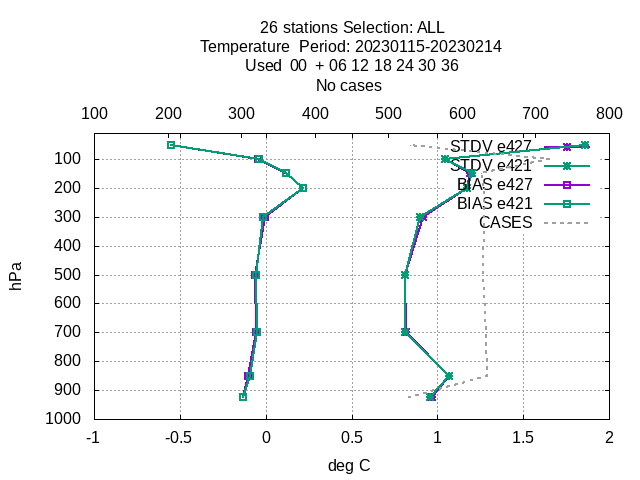 26 stations Selection: ALL
Temperature  Period: 20230115-20230214
Used  00  + 06 12 18 24 30 36
No cases
100 200 300 400 500 600 700 800
STDV e427
STDV e421
BIAS e427
BIAS e421
CASES
100
200
300
400
500
600
700
800
900
1000
hPa
-1 -0.5 0 0.5 1 1.5 2
deg C